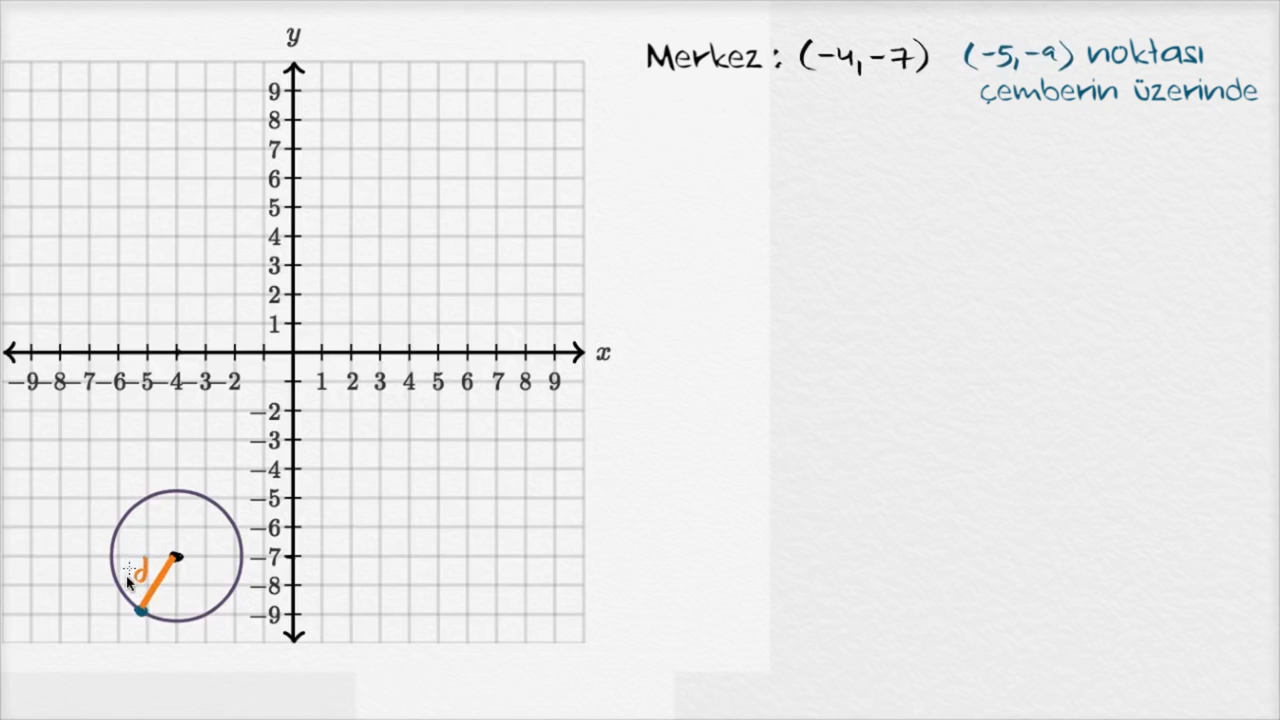 y
Merkez: (-4,-7) (-5,-9) noktası
çemberin üzerinde
9
8
7
6
5
4
3
2
1
x
−9−8−7−6−5−4−3−2 1 2 3 4 5 6 7 8 9
−2
−3
−4
−5
−6
−7
d
−8
−9